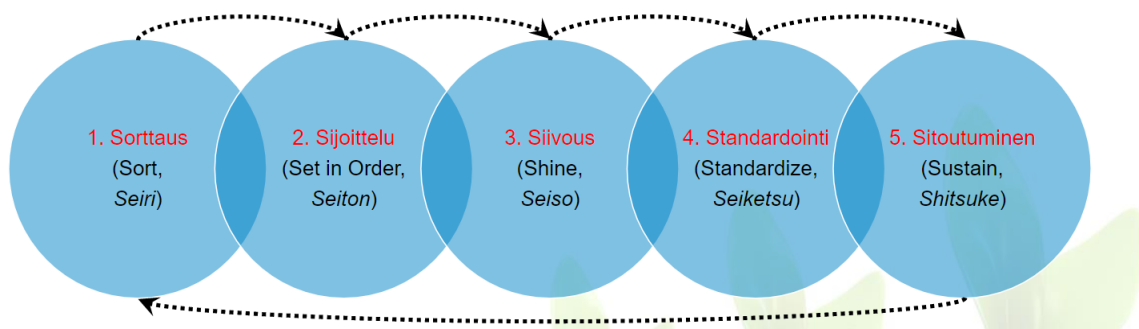 1. Sorttaus
(Sort,
Seiri)
2. Sijoittelu
(Set in Order,
Seiton)
3. Siivous
(Shine,
Seiso)
4. Standardointi
(Standardize,
Seiketsu)
5. Sitoutuminen
(Sustain,
Shitsuke)